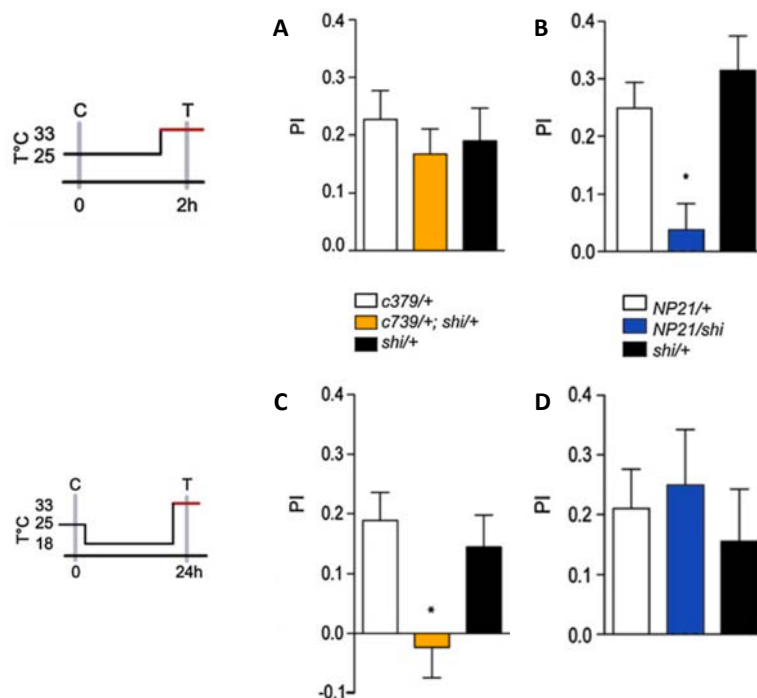 A
0.4
0.3
0.2
0.1
0.0
PI
B
0.4
0.3
0.2
0.1
0.0
PI
*
C T
T°C
33
25
0 2h
c379/+
c739/+; shi/+
shi/+
NP21/+
NP21/shi
shi/+
C
0.4
0.3
0.2
0.1
0.0
-0.1
PI
*
D
0.4
0.3
0.2
0.1
0.0
PI
C T
T°C
33
25
18
0 24h